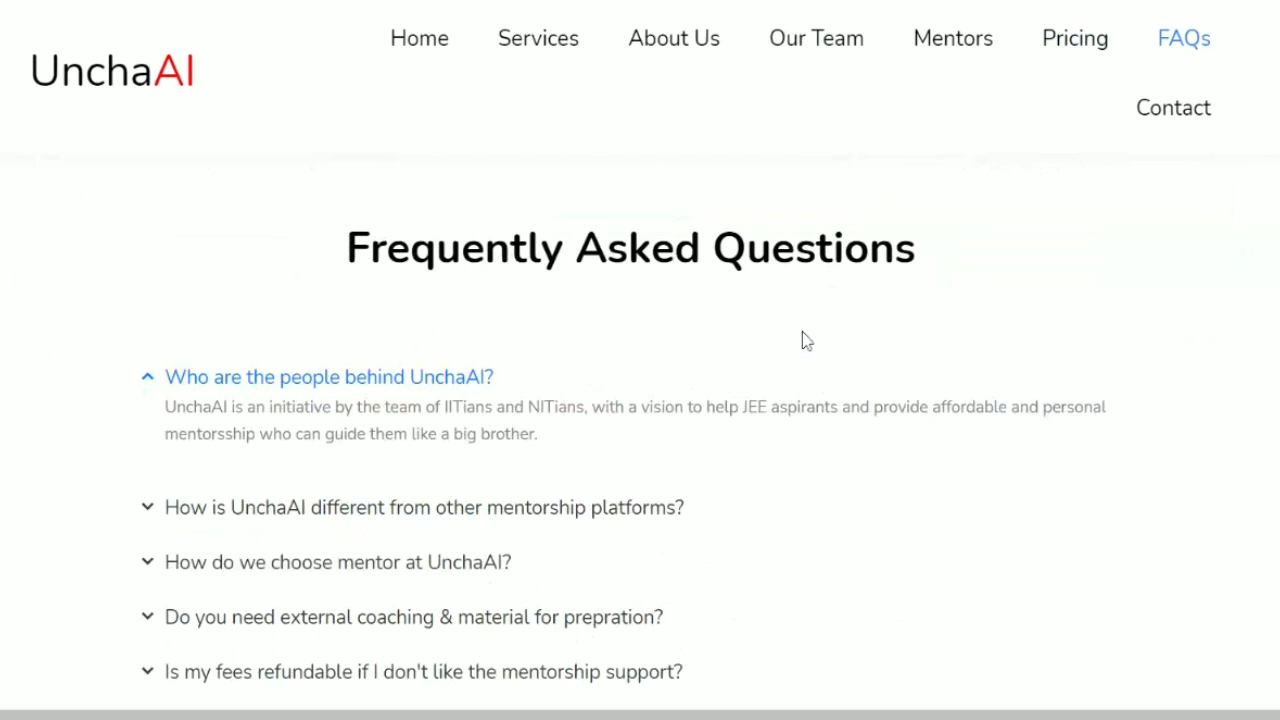 Home Services About Us Our Team Mentors Pricing FAQs
UnchaAI
Contact
Frequently Asked Questions
Who are the people behind UnchaAI?
UnchaAI is an initiative by the team of IITians and NITians, with a vision to help JEE aspirants and provide affordable and personal
mentorsship who can guide them like a big brother.
How is UnchaAI different from other mentorship platforms?
How do we choose mentor at UnchaAI?
Do you need external coaching & material for prepration?
Is my fees refundable if I don't like the mentorship support?